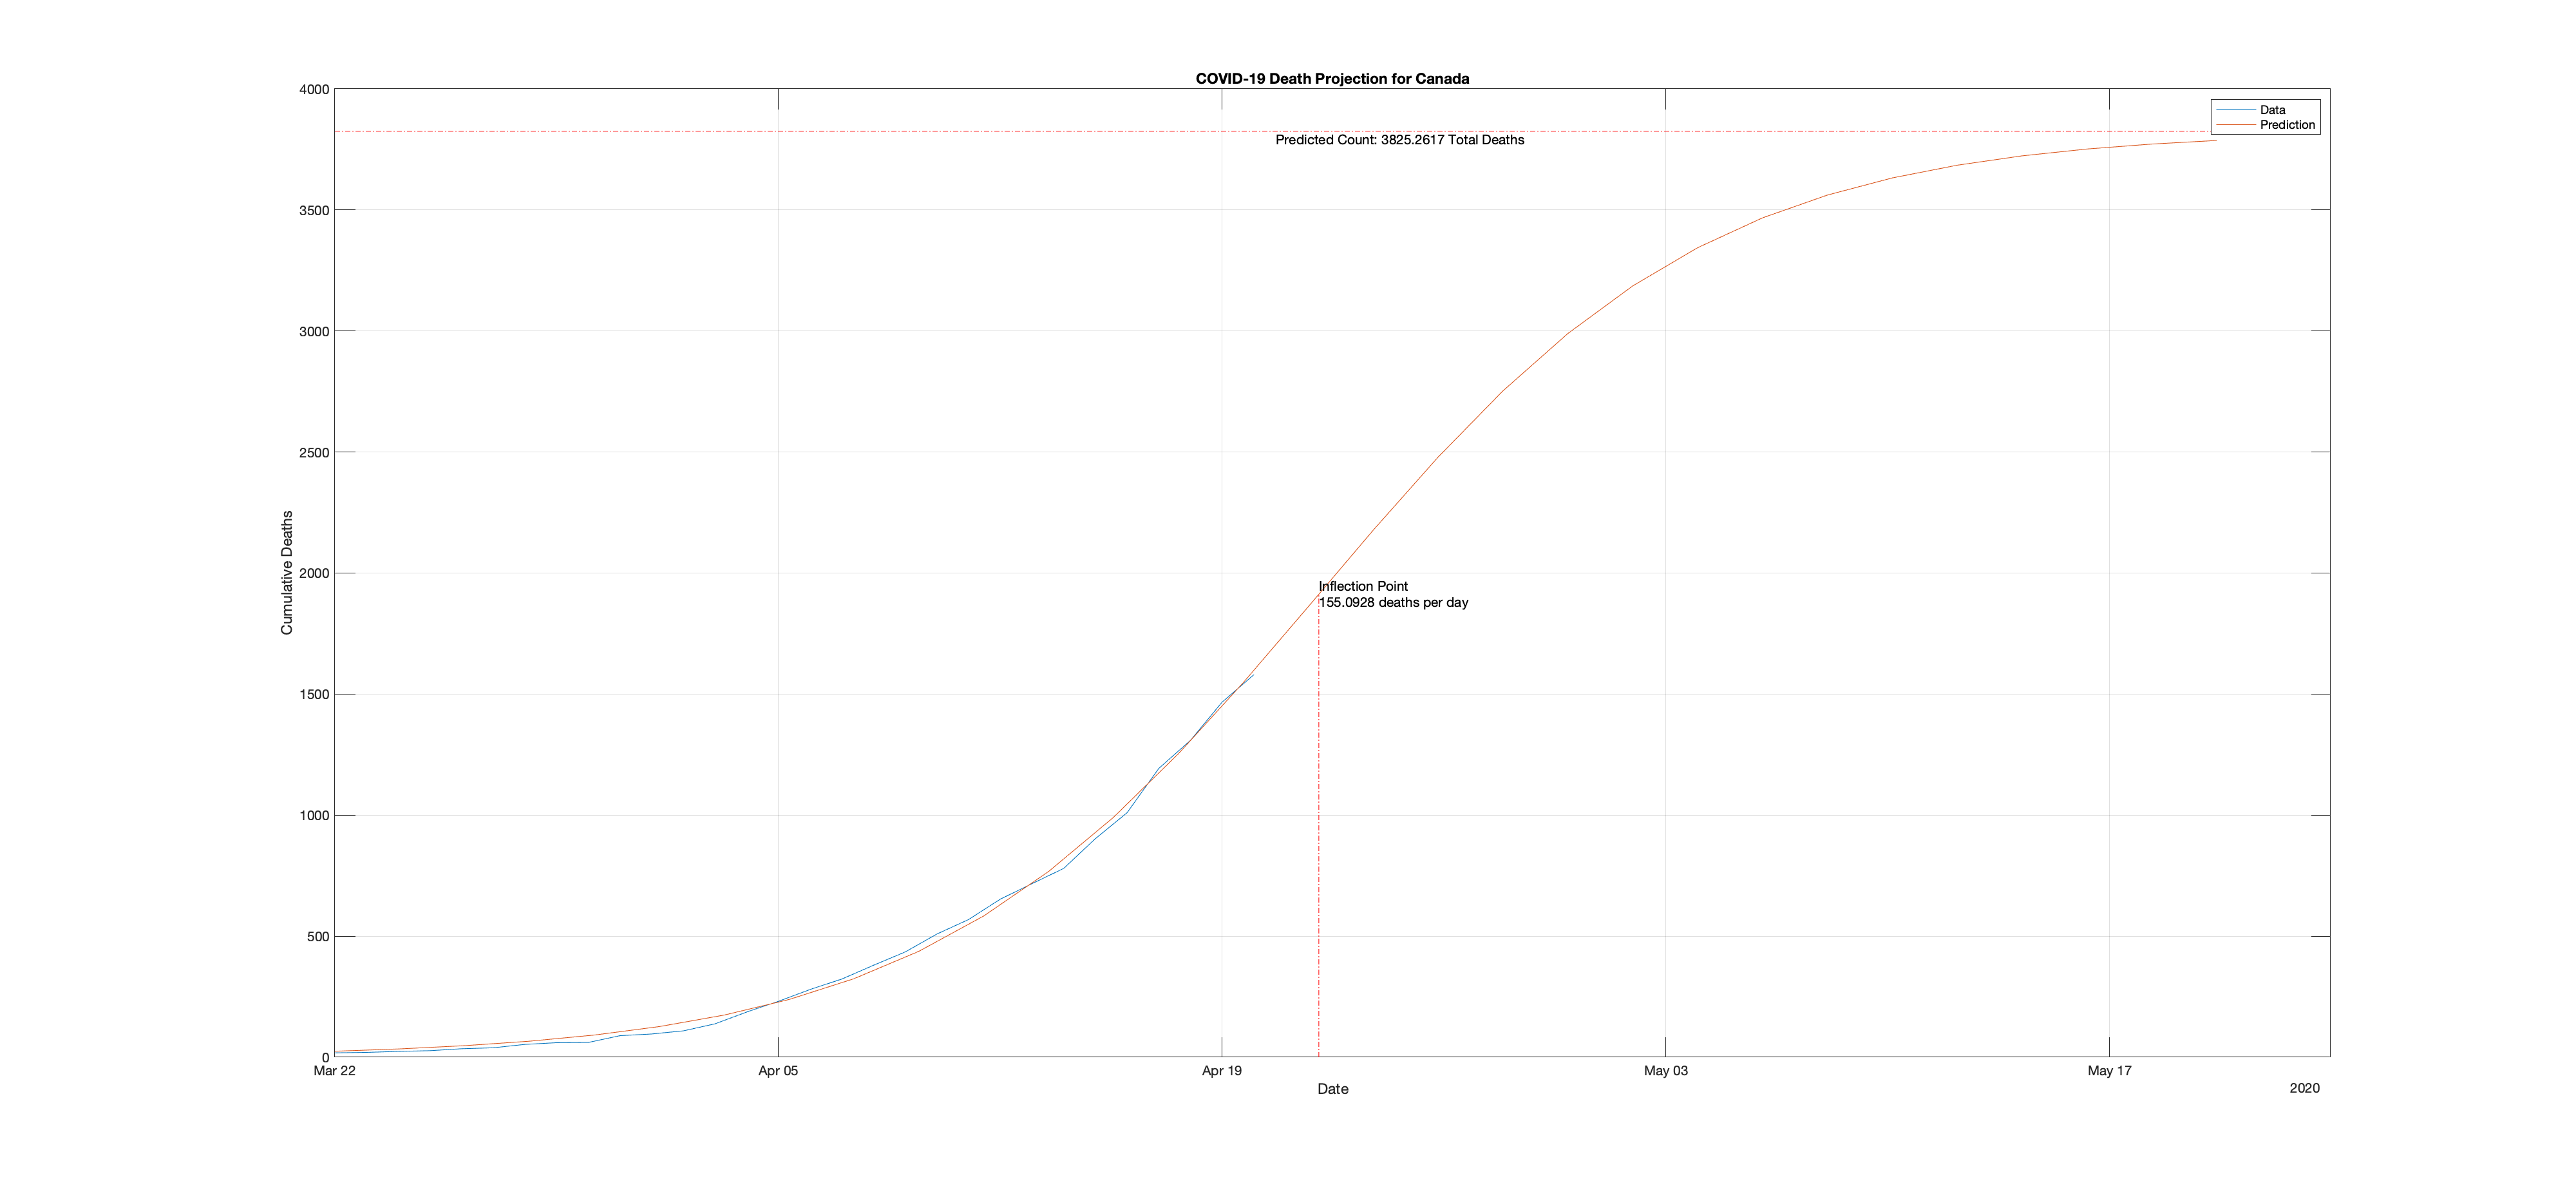 COVID-19 Death Projection for Canada
4000
3500
3000
2500
2000
1500
1000
500
0
Cumulative Deaths
Data
Prediction
Predicted Count: 3825.2617 Total Deaths
Inflection Point
155.0928 deaths per day
Mar 22
Apr 05
Apr 19
May 03
May 17
Date
2020